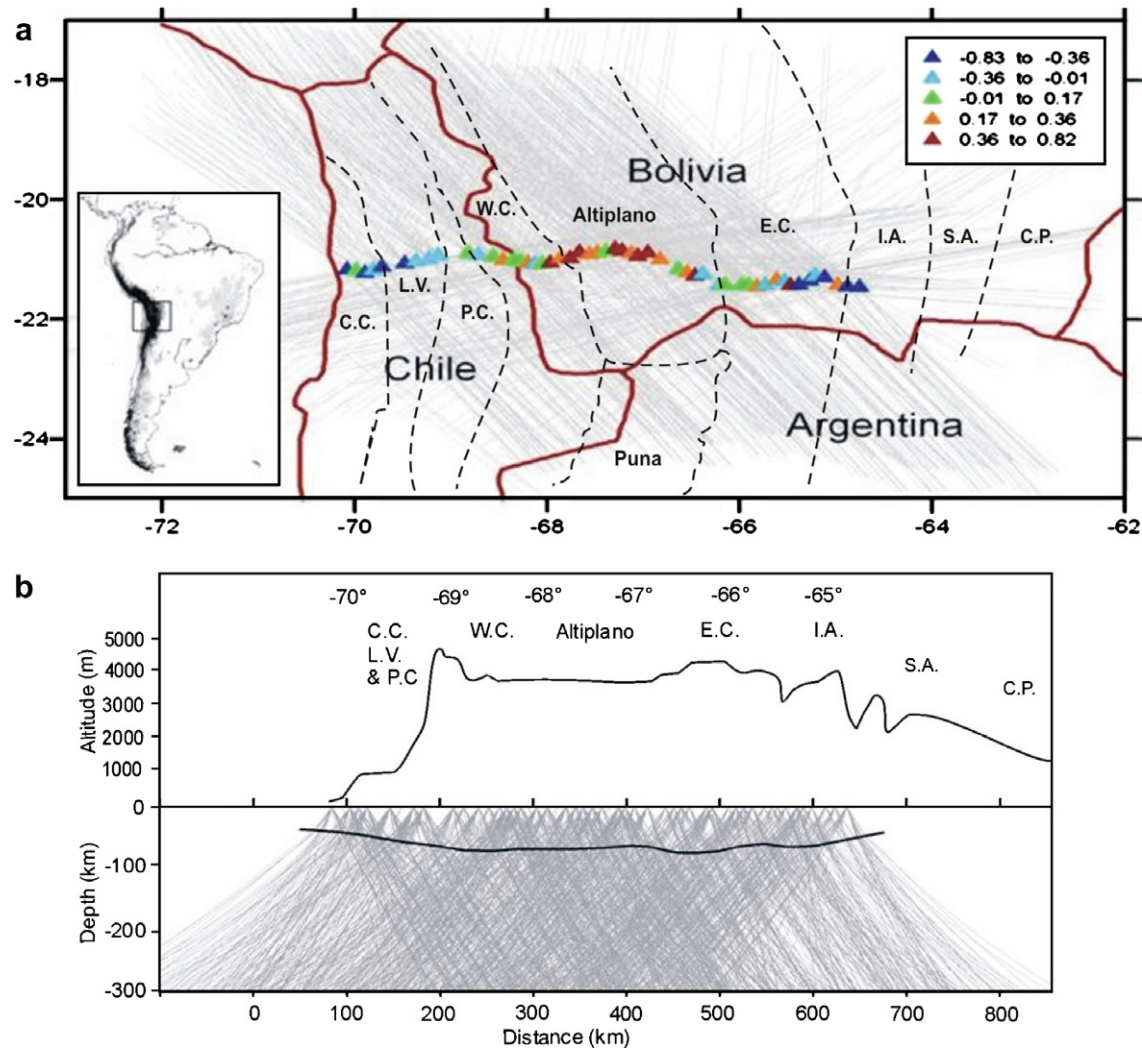 a
-18
-20
-22
-24
-72
-70
-68
-66
-64
-62
-0.83 to -0.36
-0.36 to -0.01
-0.01 to 0.17
0.17 to 0.36
0.36 to 0.82
Bolivia
W.C.
Altiplano
E.C.
I.A.
S.A.
C.P.
L.V.
C.C.
P.C.
Chile
Argentina
Puna
b
-70° -69° -68° -67° -66° -65°
C.C. W.C. Altiplano E.C. I.A.
L.V.
& P.C
S.A.
C.P.
Altitude (m)
5000
4000
3000
2000
1000
0
Depth (km)
-100
-200
-300
0 100 200 300 400 500 600 700 800
Distance (km)